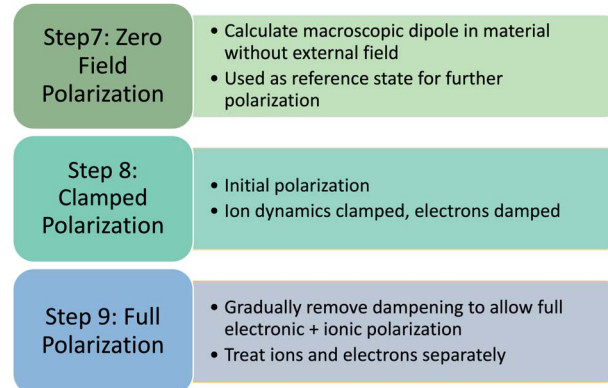 Step7: Zero
Field
Polarization
• Calculate macroscopic dipole in material
without external field
• Used as reference state for further
polarization
Step 8:
Clamped
Polarization
• Initial polarization
• Ion dynamics clamped, electrons damped
Step 9: Full
Polarization
• Gradually remove dampening to allow full
electronic + ionic polarization
• Treat ions and electrons separately